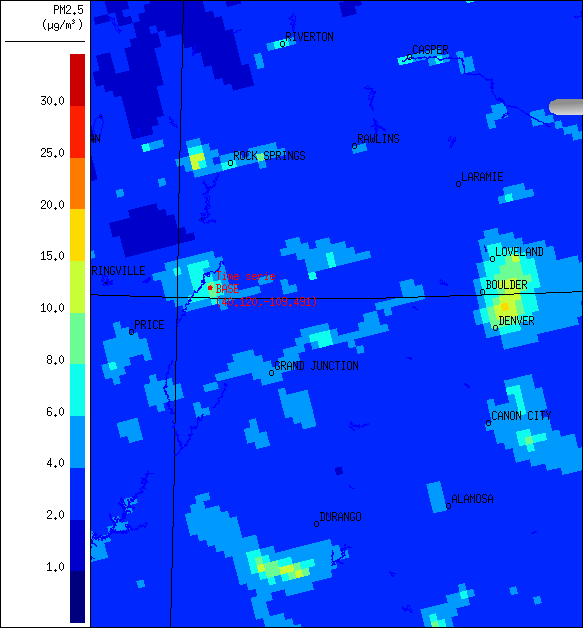 PM2.5
(µg/m³)
RIVERTON
CASPER
30.0
N
RAWLINS
25.0
ROCK SPRINGS
LARAMIE
20.0
15.0
LOVELAND
RINGVILLE
BASE
BOULDER
10.0
PRICE
DENVER
8.0
GRAND JUNCTION
6.0
CANON CITY
4.0
ALAMOSA
2.0
DURANGO
1.0